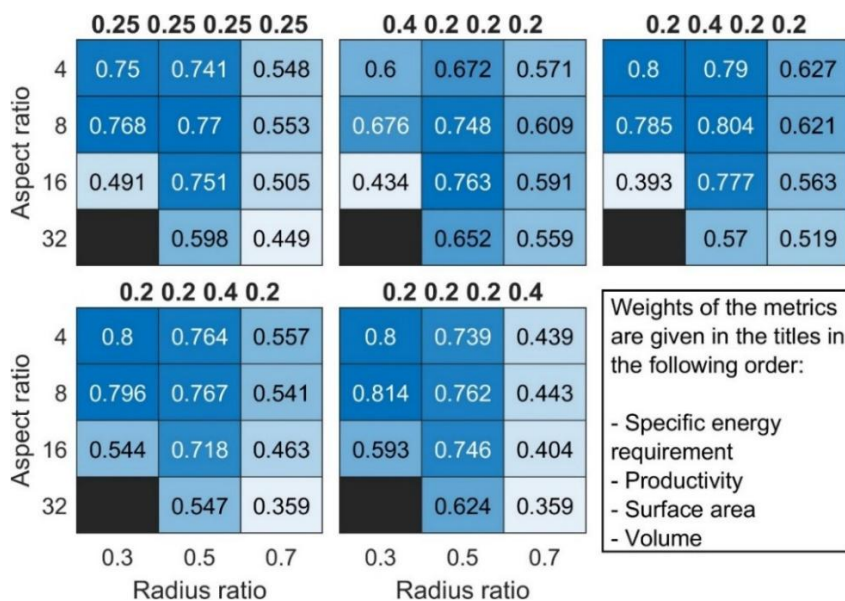 0.25 0.25 0.25 0.25
0.4 0.2 0.2 0.2
0.2 0.4 0.2 0.2
Aspect ratio
4 0.75 0.741 0.548 0.6 0.672 0.571 0.8 0.79 0.627
8 0.768 0.77 0.553 0.676 0.748 0.609 0.785 0.804 0.621
16 0.491 0.751 0.505 0.434 0.763 0.591 0.393 0.777 0.563
32 0.598 0.449 0.652 0.559 0.57 0.519
0.2 0.2 0.4 0.2
0.2 0.2 0.2 0.4
Aspect ratio
4 0.8 0.764 0.557 0.8 0.739 0.439
8 0.796 0.767 0.541 0.814 0.762 0.443
16 0.544 0.718 0.463 0.593 0.746 0.404
32 0.547 0.359 0.624 0.359
0.3 0.5 0.7 0.3 0.5 0.7
Radius ratio
Radius ratio
Weights of the metrics
are given in the titles in
the following order:
- Specific energy
requirement
- Productivity
- Surface area
- Volume